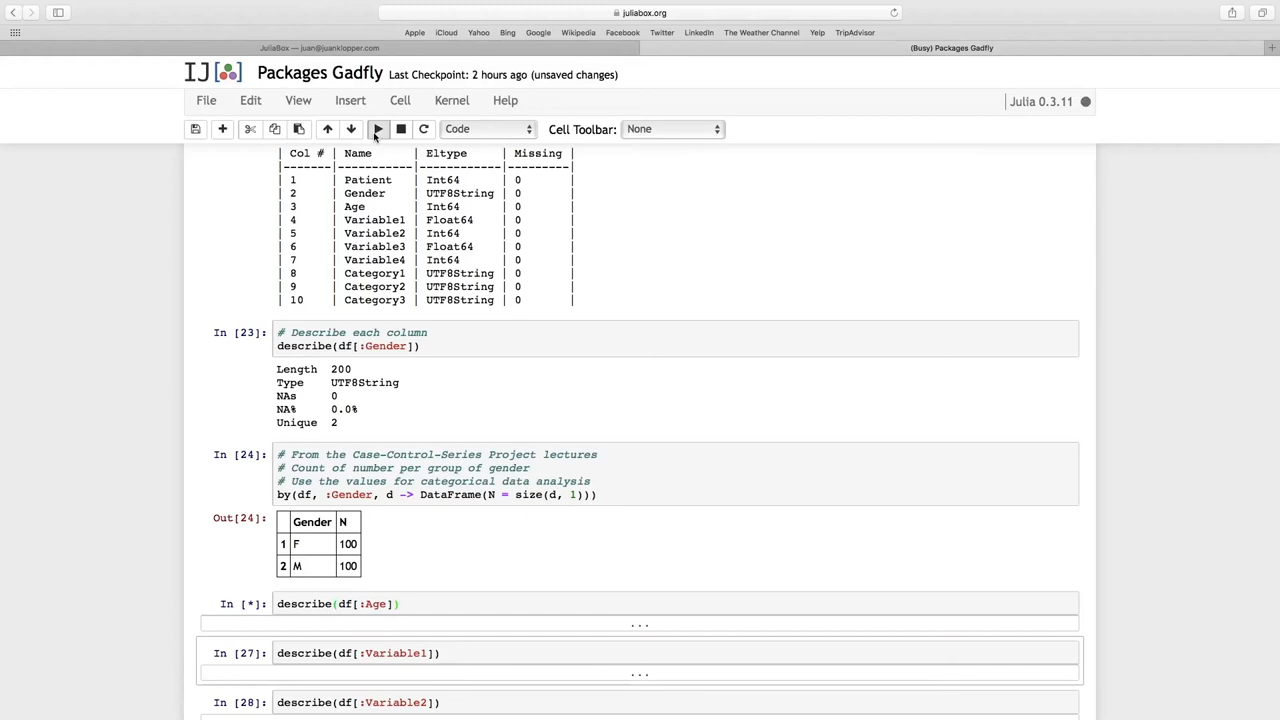 juliabox.org
Apple iCloud Yahoo Bing Google Wikipedia Facebook Twitter LinkedIn The Weather Channel Yelp TripAdvisor
JuliaBox — juan@juanklopper.com (Busy) Packages Gadfly
IJ[ ] Packages Gadfly Last Checkpoint: 2 hours ago (unsaved changes)
File Edit View Insert Cell Kernel Help Julia 0.3.11
Code Cell Toolbar: None
| Col # | Name | Eltype | Missing |
|-------|-----------|------------|---------|
| 1 | Patient | Int64 | 0 |
| 2 | Gender | UTF8String | 0 |
| 3 | Age | Int64 | 0 |
| 4 | Variable1 | Float64 | 0 |
| 5 | Variable2 | Int64 | 0 |
| 6 | Variable3 | Float64 | 0 |
| 7 | Variable4 | Int64 | 0 |
| 8 | Category1 | UTF8String | 0 |
| 9 | Category2 | UTF8String | 0 |
| 10 | Category3 | UTF8String | 0 |
In [23]: # Describe each column
describe(df[:Gender])
Length 200
Type UTF8String
NAs 0
NA% 0.0%
Unique 2
In [24]: # From the Case-Control-Series Project lectures
# Count of number per group of gender
# Use the values for categorical data analysis
by(df, :Gender, d -> DataFrame(N = size(d, 1)))
Out[24]: Gender N
1 F 100
2 M 100
In [*]: describe(df[:Age])
...
In [27]: describe(df[:Variable1])
...
In [28]: describe(df[:Variable2])